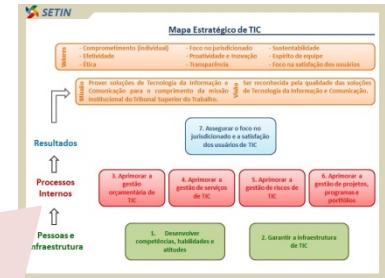 SETIN
Mapa Estratégico de TIC
Valores
- Comprometimento (individual)
- Efetividade
- Ética
- Foco no jurisdicionado
- Proatividade e Inovação
- Transparência
- Sustentabilidade
- Espírito de equipe
- Foco na satisfação dos usuários
Missão
Prover soluções de Tecnologia da Informação e
Comunicação para o cumprimento da missão
institucional do Tribunal Superior do Trabalho.
Visão
Ser reconhecida pela qualidade das soluções
de Tecnologia da Informação e Comunicação.
Resultados
7. Assegurar o foco no
jurisdicionado e a satisfação
dos usuários de TIC
Processos
Internos
3. Aprimorar a
gestão
orçamentária de TIC
4. Aprimorar a
gestão de serviços
de TIC
5. Aprimorar a
gestão de riscos de
TIC
6. Aprimorar a
gestão de projetos,
programas e
portfólios
Pessoas e
nfraestrutura
1. Desenvolver
competências, habilidades e
atitudes
2. Garantir a infraestrutura
de TIC